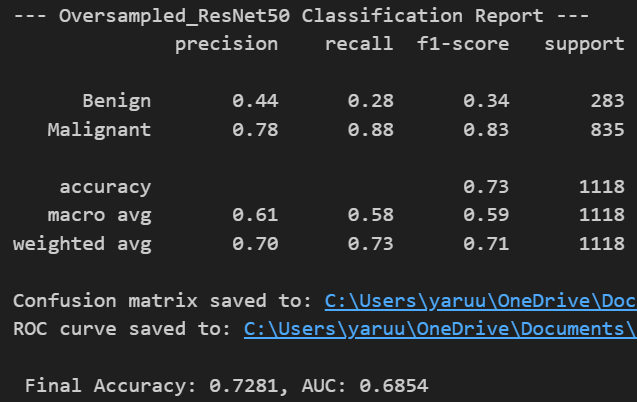 --- Oversampled_ResNet50 Classification Report ---
precision recall f1-score support
Benign 0.44 0.28 0.34 283
Malignant 0.78 0.88 0.83 835
accuracy 0.73 1118
macro avg 0.61 0.58 0.59 1118
weighted avg 0.70 0.73 0.71 1118
Confusion matrix saved to: C:\Users\yaruu\OneDrive\Doc
ROC curve saved to: C:\Users\yaruu\OneDrive\Documents\
Final Accuracy: 0.7281, AUC: 0.6854